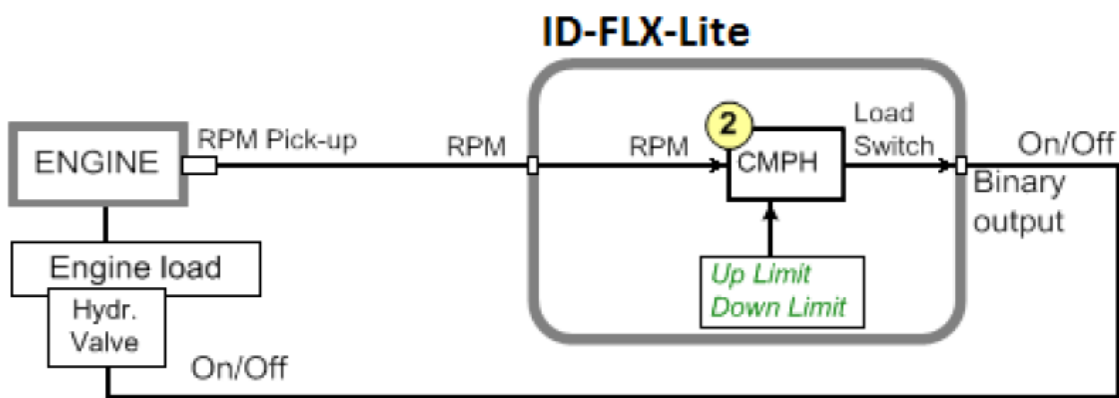 ID-FLX-Lite
ENGINE
RPM Pick-up
RPM
RPM
2
CMPH
Load
Switch
On/Off
Binary
output
Engine load
Hydr.
Valve
Up Limit
Down Limit
On/Off